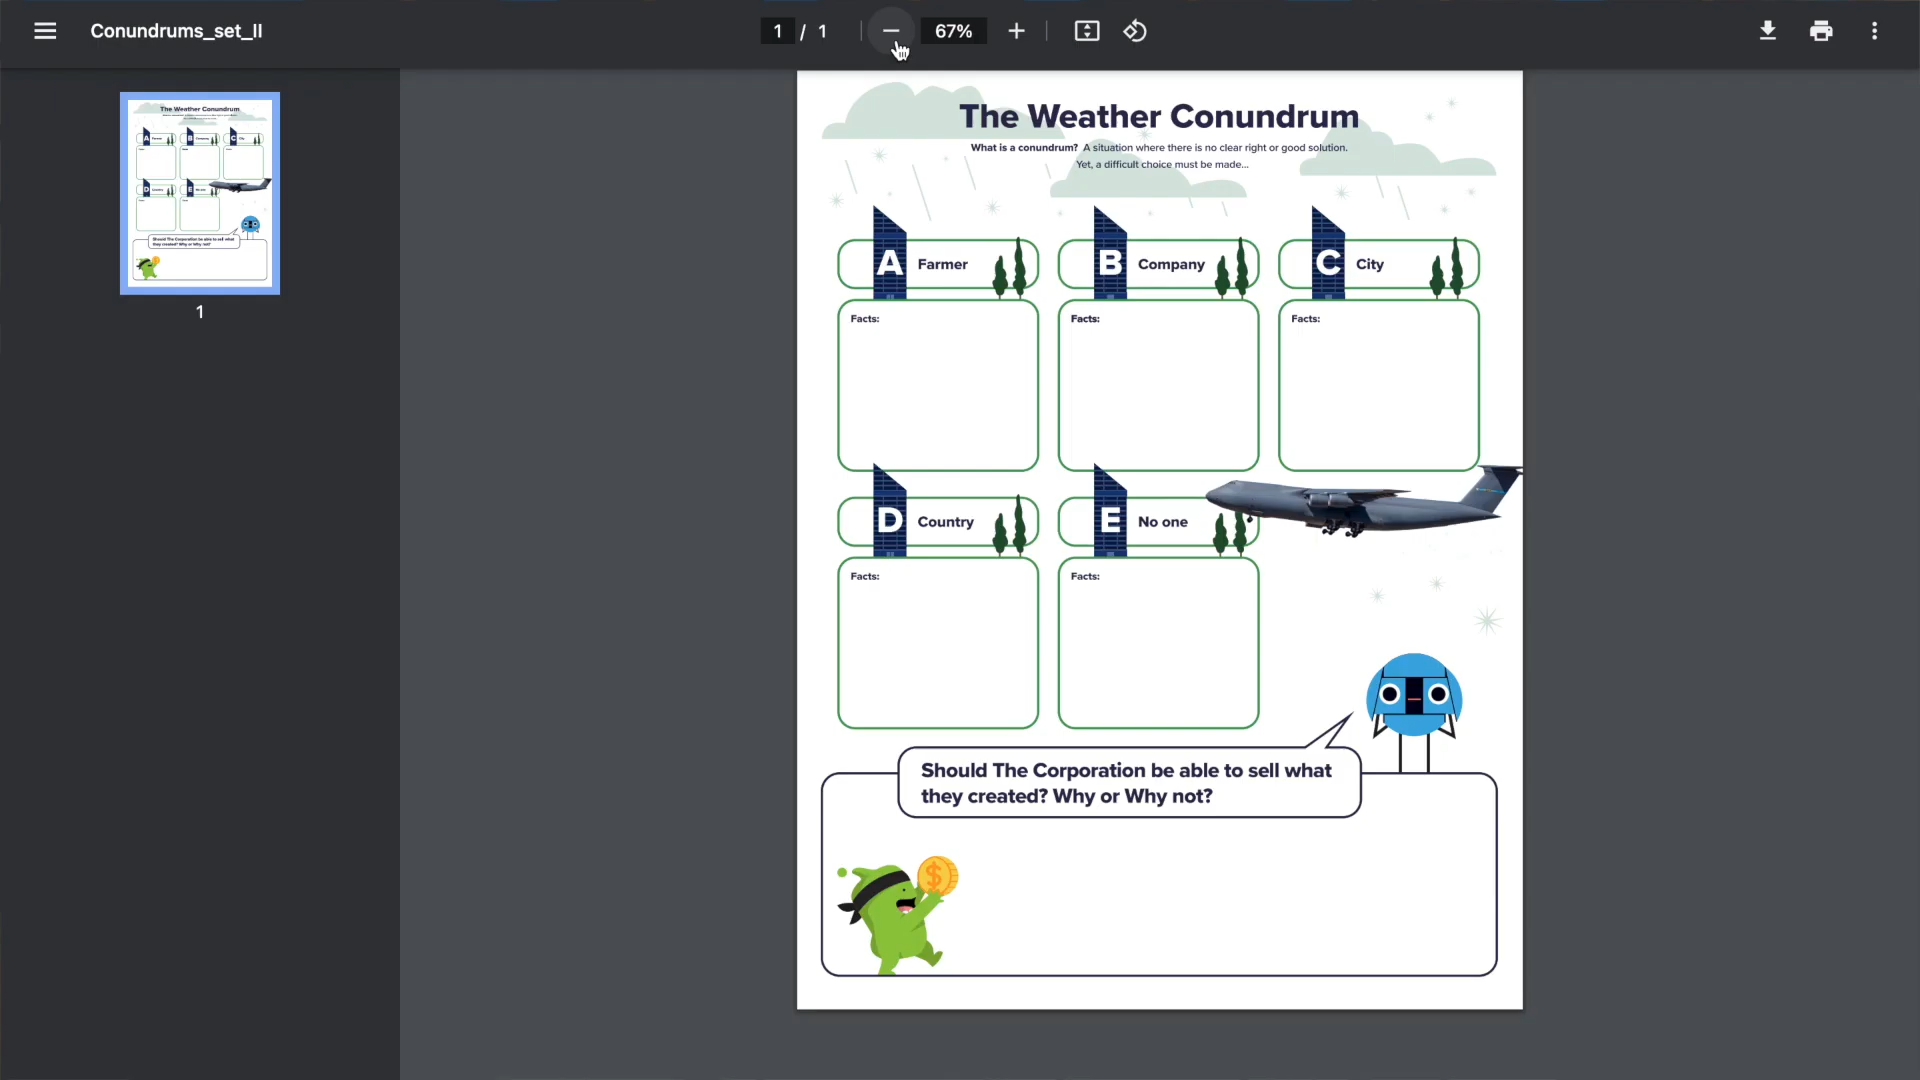 Conundrums_set_II
1 / 1
67%
1
The Weather Conundrum
What is a conundrum? A situation where there is no clear right or good solution.
Yet, a difficult choice must be made...
A Farmer
B Company
C City
Facts:
Facts:
Facts:
D Country
E No one
Facts:
Facts:
Should The Corporation be able to sell what
they created? Why or Why not?
$